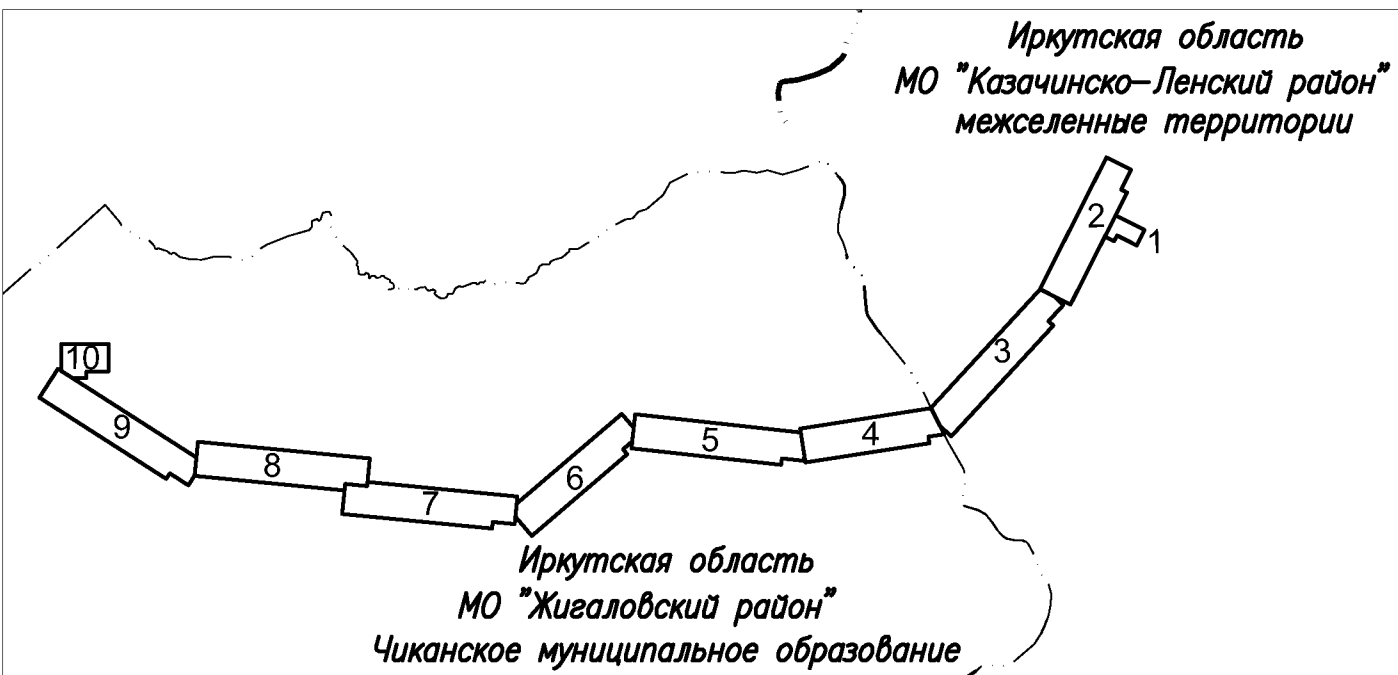 Иркутская область
МО "Казачинско-Ленский район"
межселенные территории
2
1
3
10
9
8
7
6
5
4
Иркутская область
МО "Жигаловский район"
Чиканское муниципальное образование